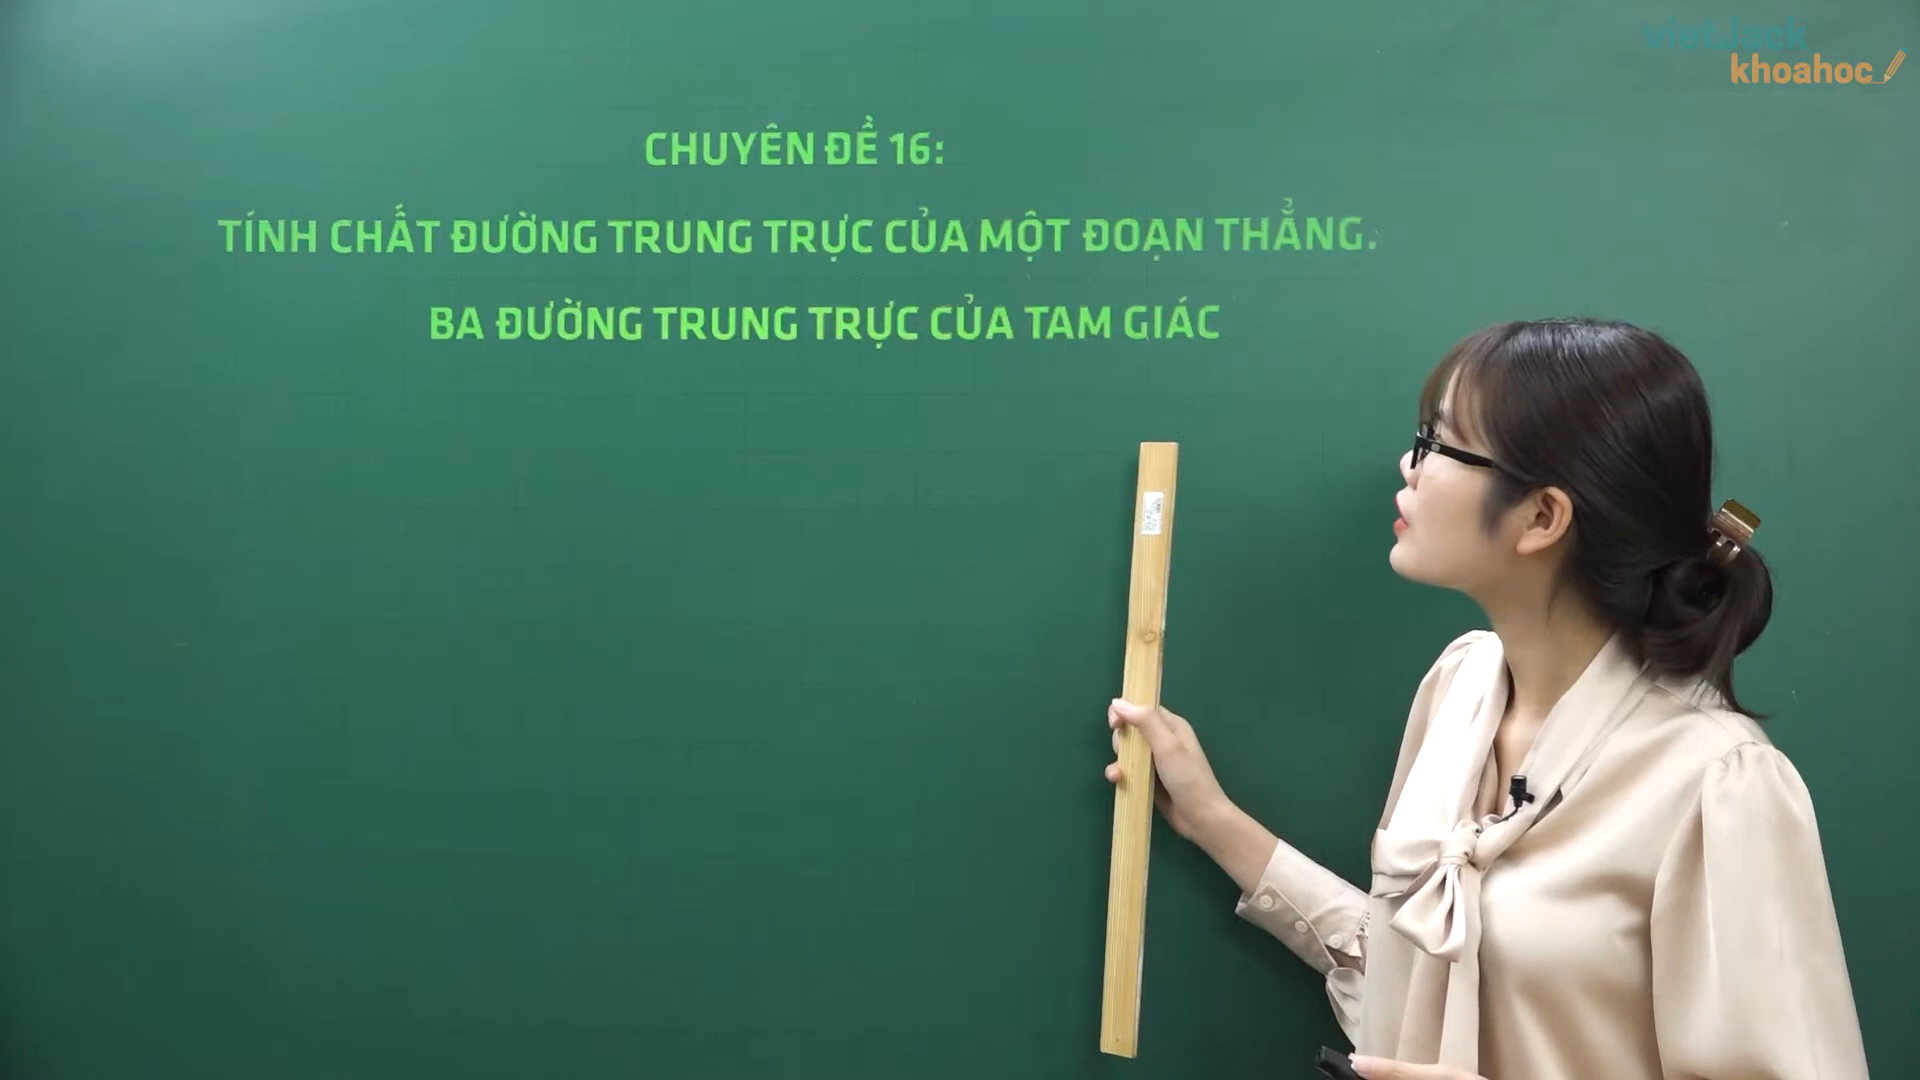 vietJack
khoahoc
CHUYÊN ĐỀ 16:
TÍNH CHẤT ĐƯỜNG TRUNG TRỰC CỦA MỘT ĐOẠN THẲNG.
BA ĐƯỜNG TRUNG TRỰC CỦA TAM GIÁC